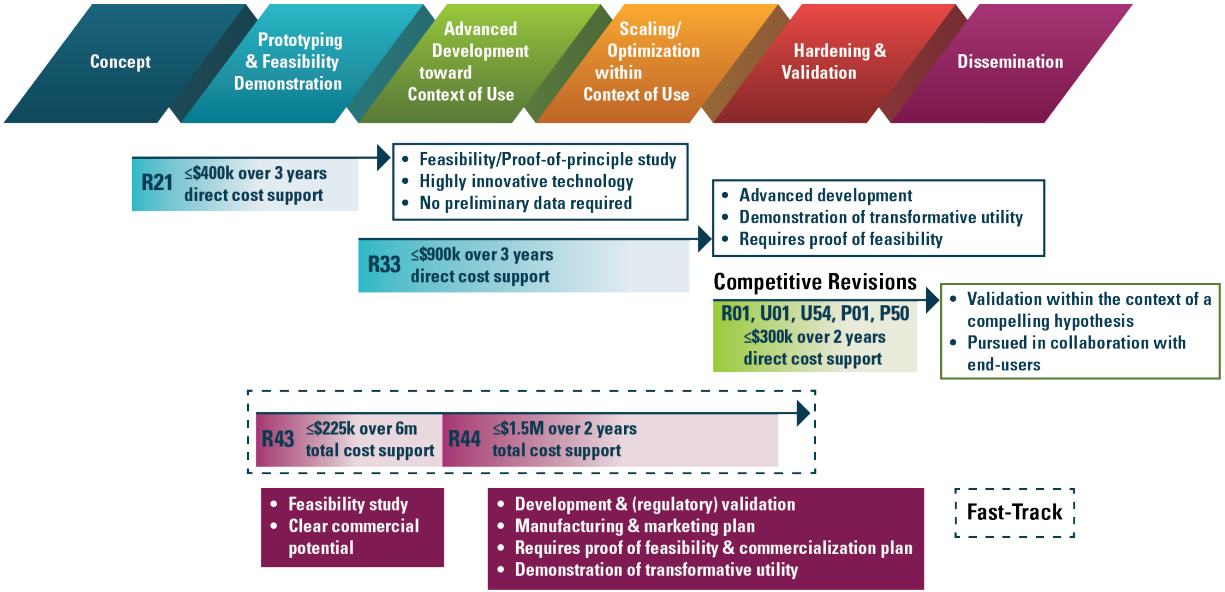 Concept
Prototyping
& Feasibility
Demonstration
Advanced
Development
toward
Context of Use
Scaling/
Optimization
within
Context of Use
Hardening &
Validation
Dissemination
R21
≤$400k over 3 years
direct cost support
• Feasibility/Proof-of-principle study
• Highly innovative technology
• No preliminary data required
R33
≤$900k over 3 years
direct cost support
• Advanced development
• Demonstration of transformative utility
• Requires proof of feasibility
Competitive Revisions
R01, U01, U54, P01, P50
≤$300k over 2 years
direct cost support
• Validation within the context of a
compelling hypothesis
• Pursued in collaboration with
end-users
R43
≤$225k over 6m
total cost support
R44
≤$1.5M over 2 years
total cost support
• Feasibility study
• Clear commercial
potential
• Development & (regulatory) validation
• Manufacturing & marketing plan
• Requires proof of feasibility & commercialization plan
• Demonstration of transformative utility
Fast-Track